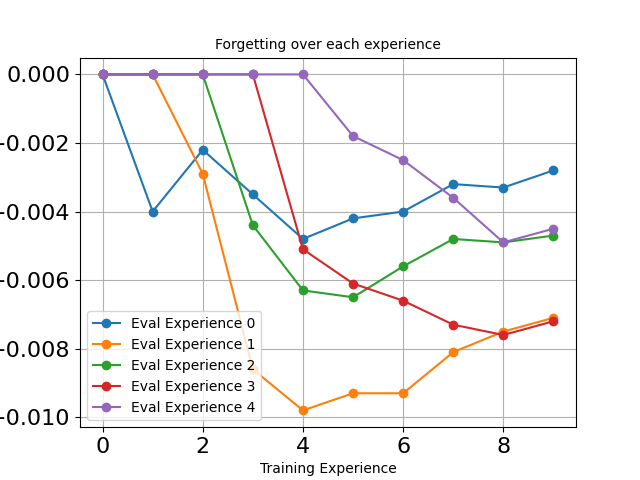 Forgetting over each experience
0.000
-0.002
-0.004
-0.006
-0.008
-0.010
Eval Experience 0
Eval Experience 1
Eval Experience 2
Eval Experience 3
Eval Experience 4
0 2 4 6 8
Training Experience